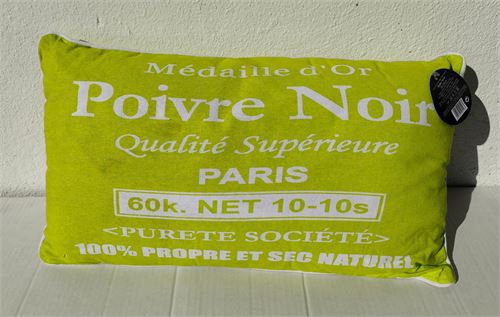 Médaille d'Or
Poivre Noir
Qualité Supérieure
PARIS
60k. NET 10-10s
<PURETE SOCIÉTÉ>
100% PROPRE ET SEC NATUREL